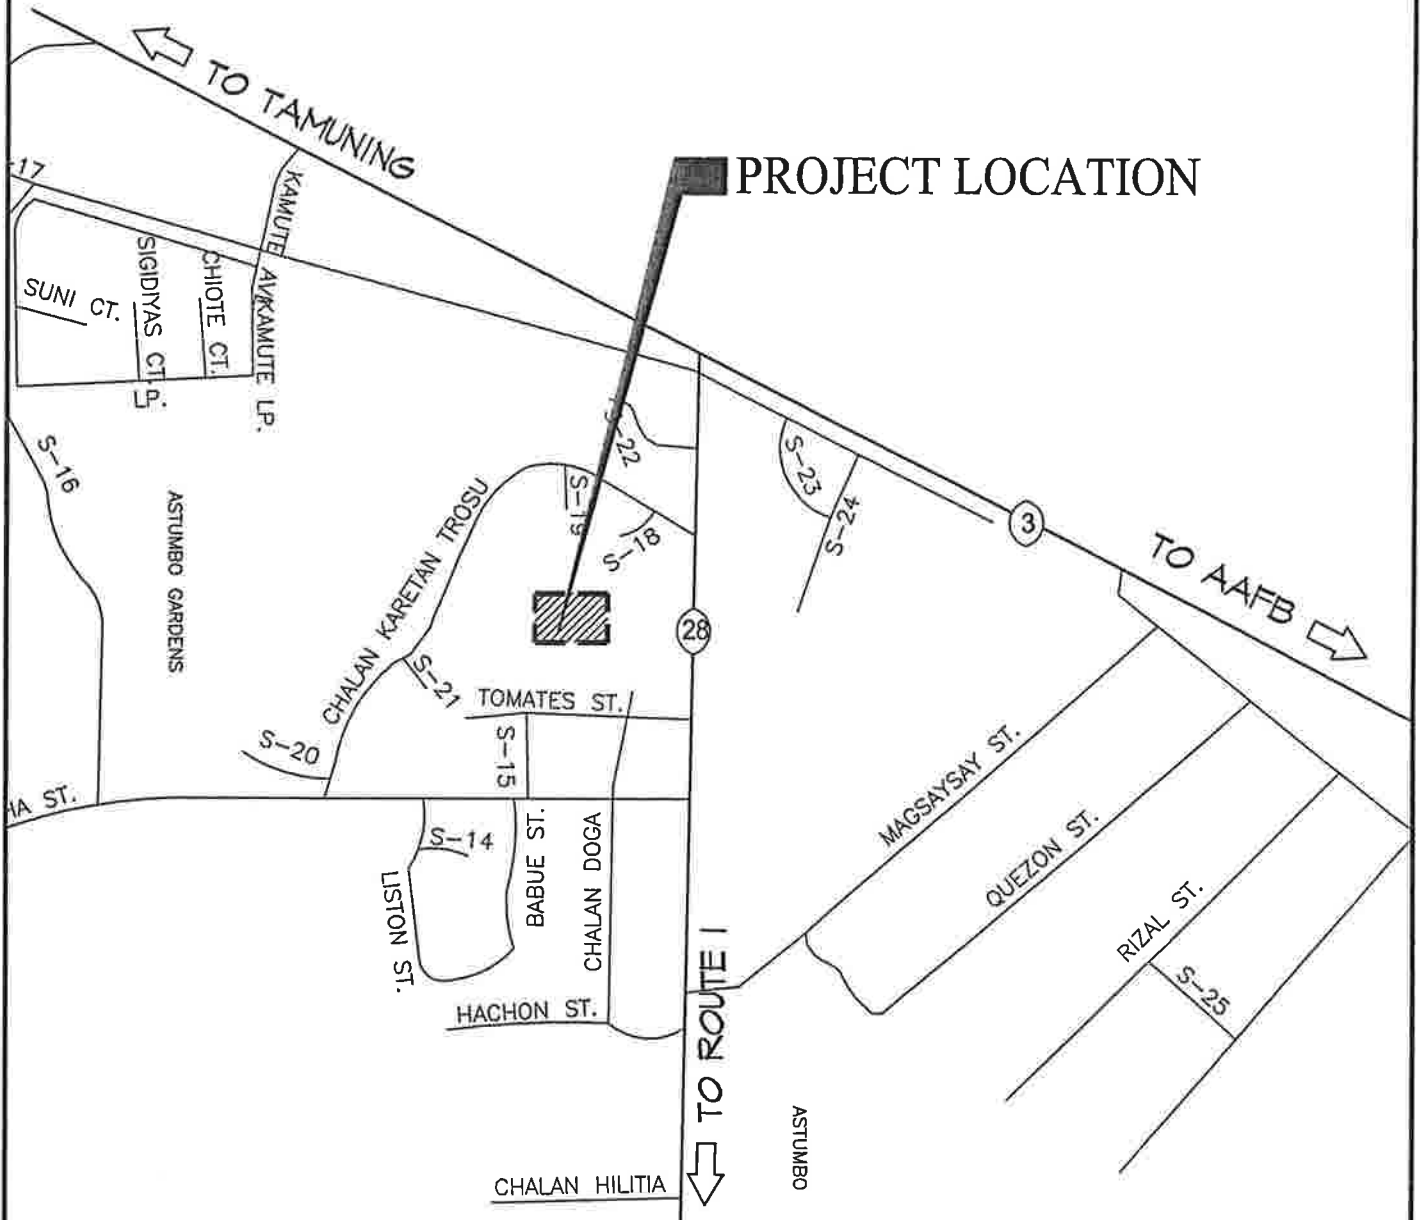 TO TAMUNING
PROJECT LOCATION
-17
KAMUTE AV.
KAMUTE LP.
SIGIDIYAS CT.
LP.
CHIOTE CT.
SUNI CT.
S-16
ASTUMBO GARDENS
S-22
S-19
S-18
S-23
S-24
3
TO AAFB
28
CHALAN KARETAN TROSU
S-21
S-20
TOMATES ST.
S-15
HA ST.
S-14
LISTON ST.
BABUE ST.
CHALAN DOGA
HACHON ST.
MAGSAYSAY ST.
QUEZON ST.
RIZAL ST.
S-25
TO ROUTE 1
ASTUMBO
CHALAN HILITIA